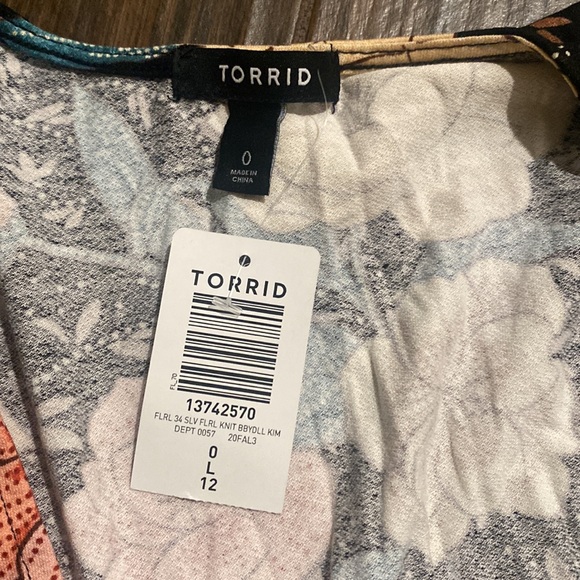 TORRID
0
MADE IN
CHINA
TORRID
FL_20
13742570
FLRL 34 SLV FLRL KNIT BBYDLL KIM
DEPT 0057 20FAL3
0
L
12